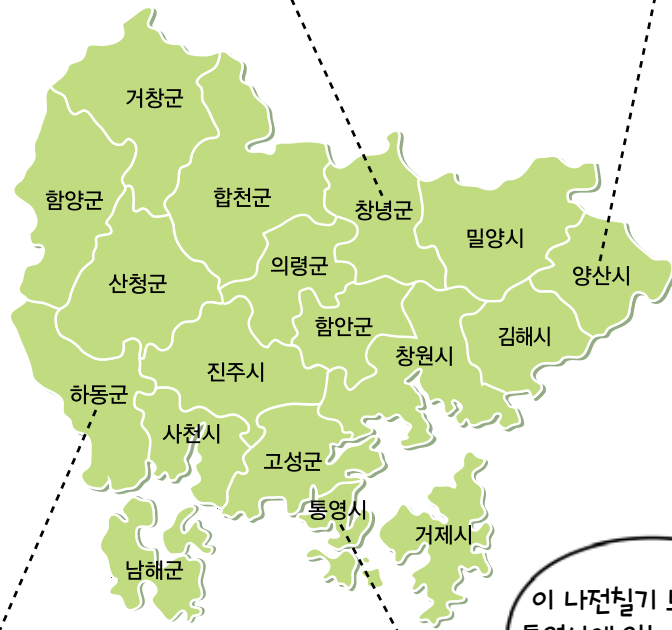 거창군
함양군
합천군
창녕군
밀양시
의령군
산청군
양산시
함안군
김해시
창원시
진주시
하동군
사천시
고성군
통영시
거제시
남해군
이 나전칠기